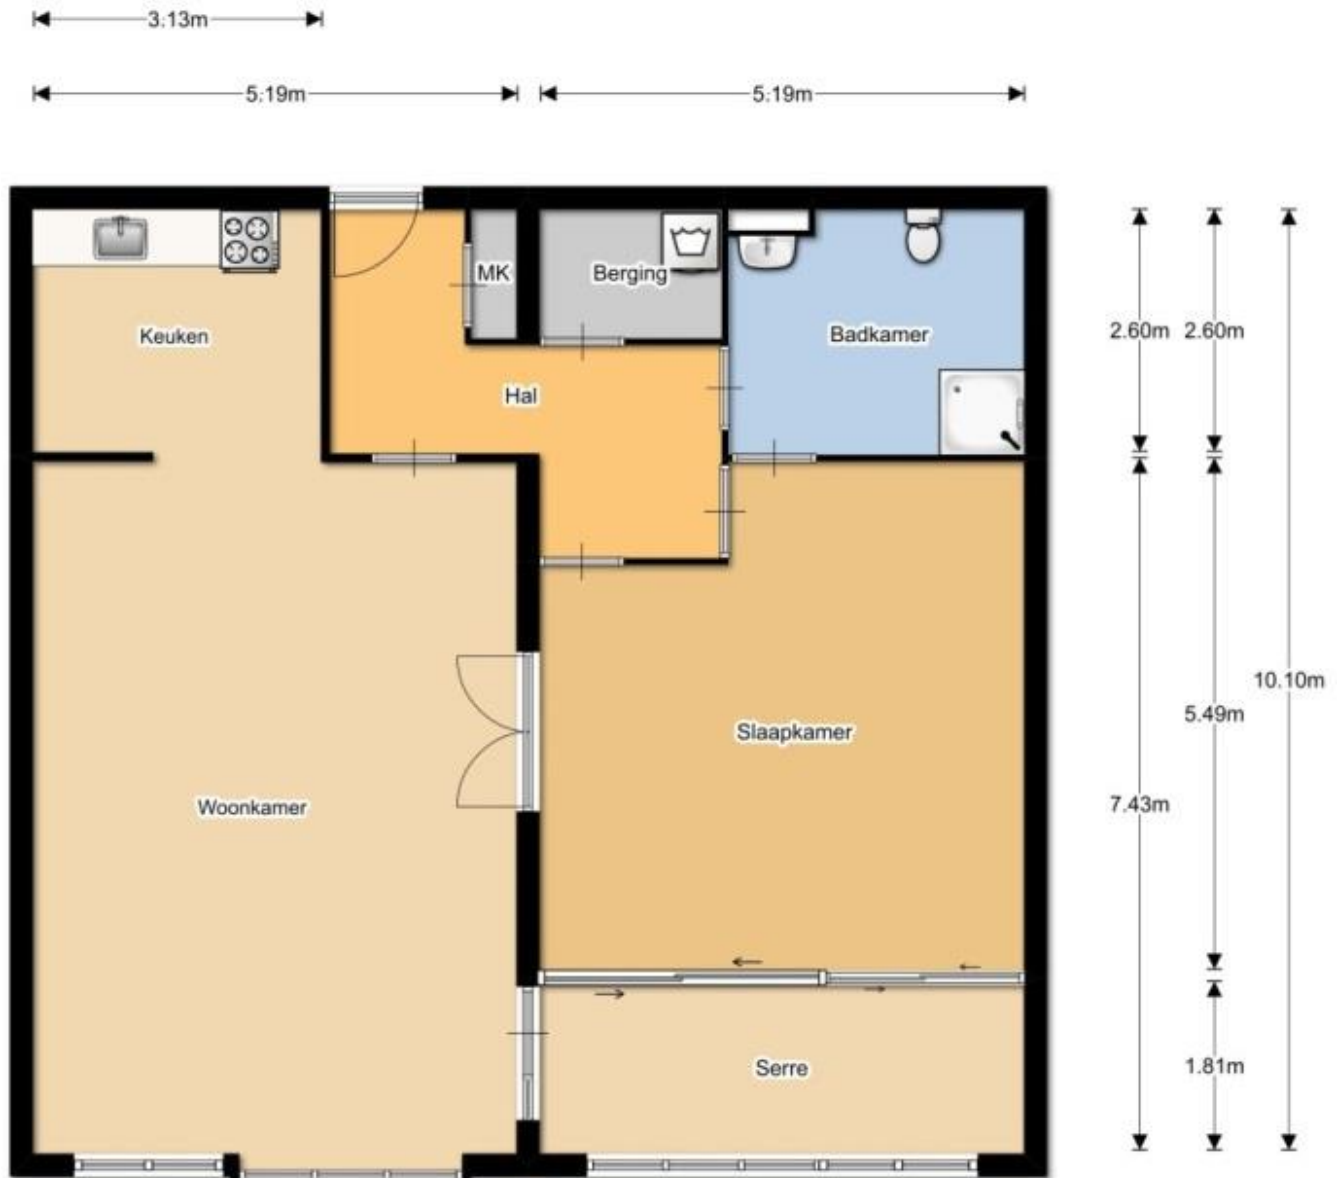 3.13m
5.19m 5.19m
MK
Berging
Keuken
Badkamer
2.60m 2.60m
Hal
10.10m
5.49m
Slaapkamer
7.43m
Woonkamer
Serre
1.81m